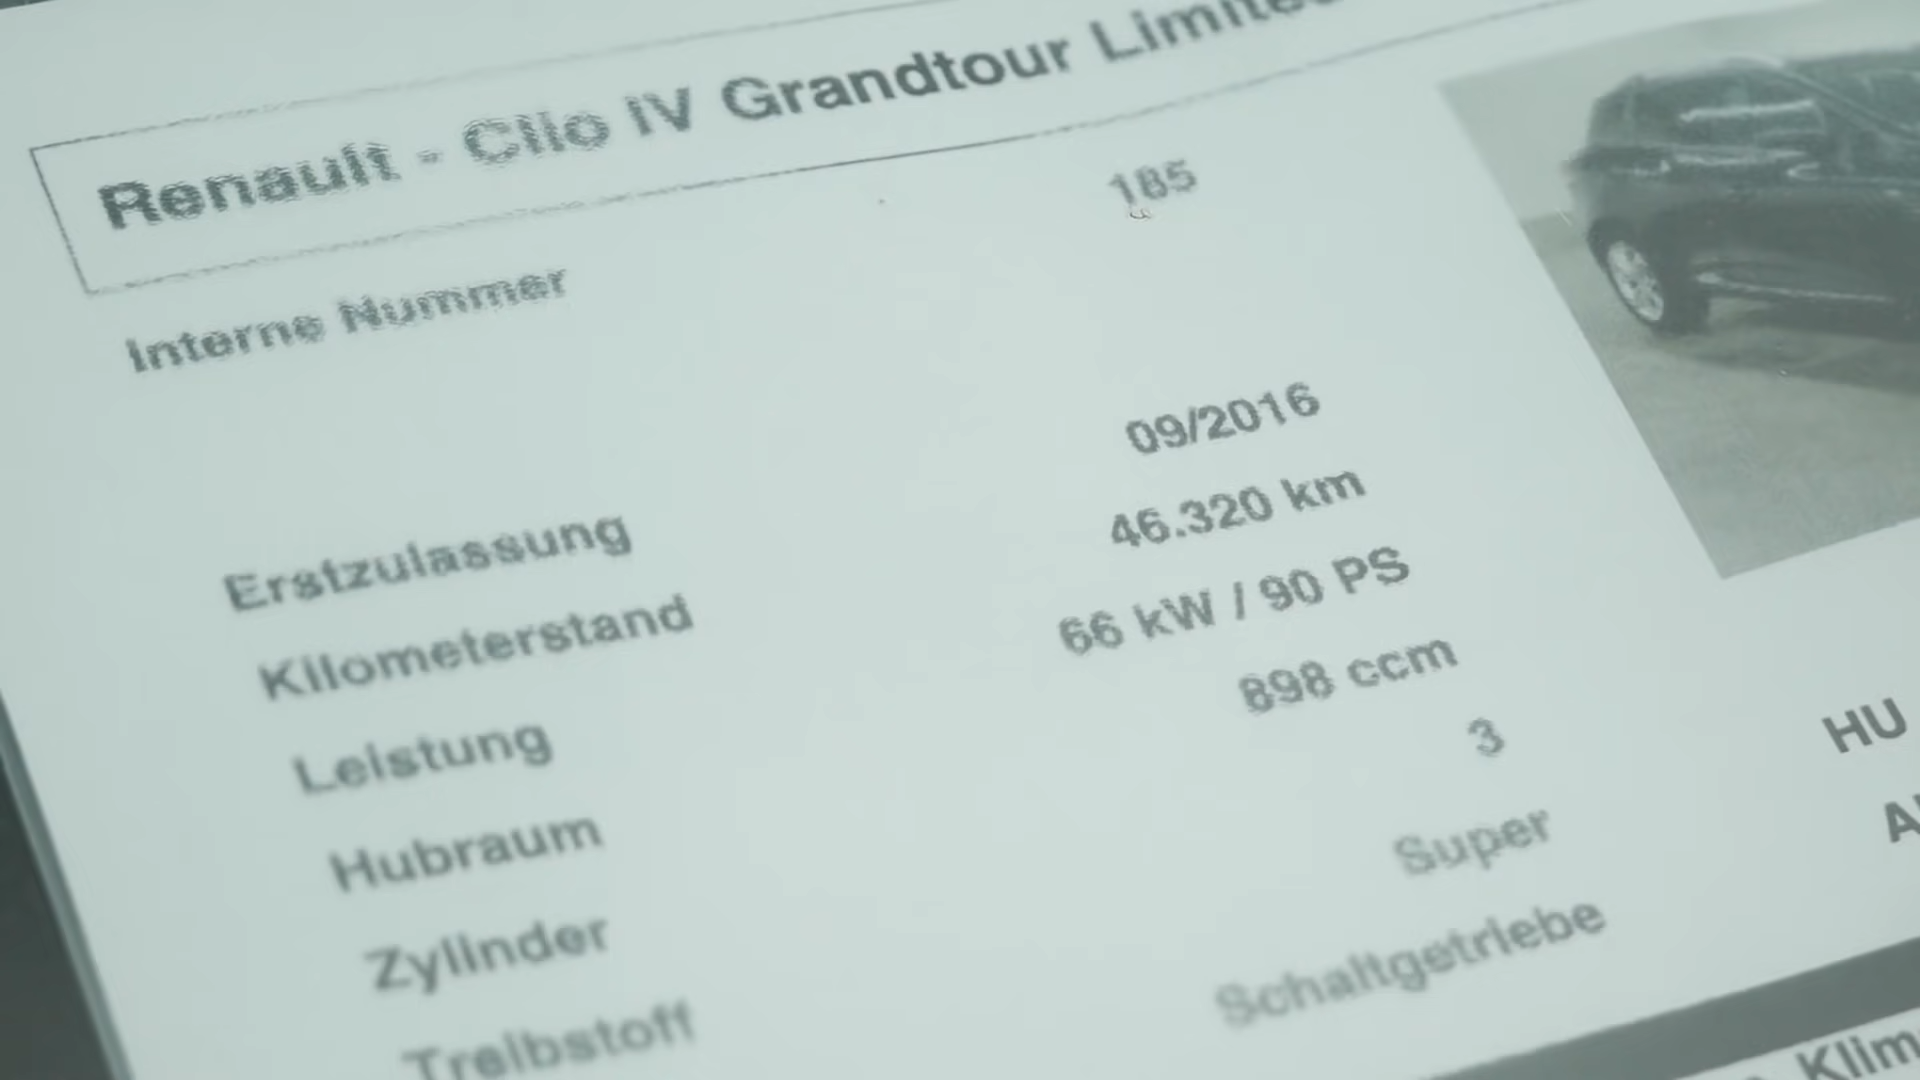 Renault - Clio IV Grandtour Limited
Interne Nummer 185
Erstzulassung 09/2016
Kilometerstand 46.320 km
Leistung 66 kW / 90 PS
Hubraum 898 ccm
Zylinder 3
Treibstoff Super
Schaltgetriebe
HU